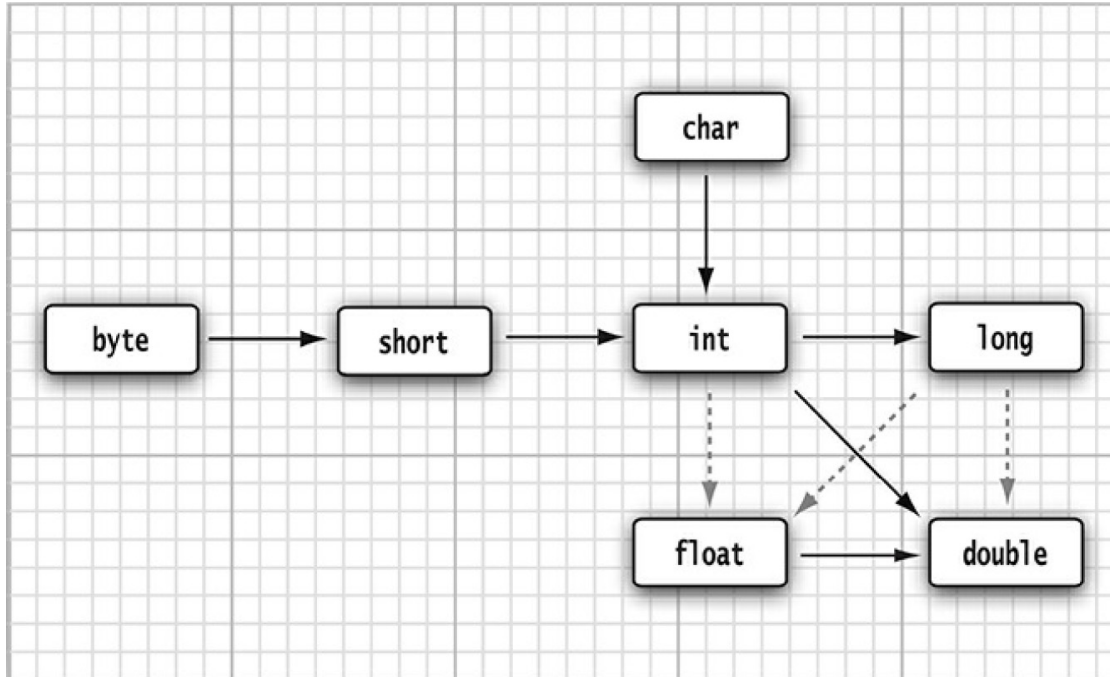 char
byte
short
int
long
float
double